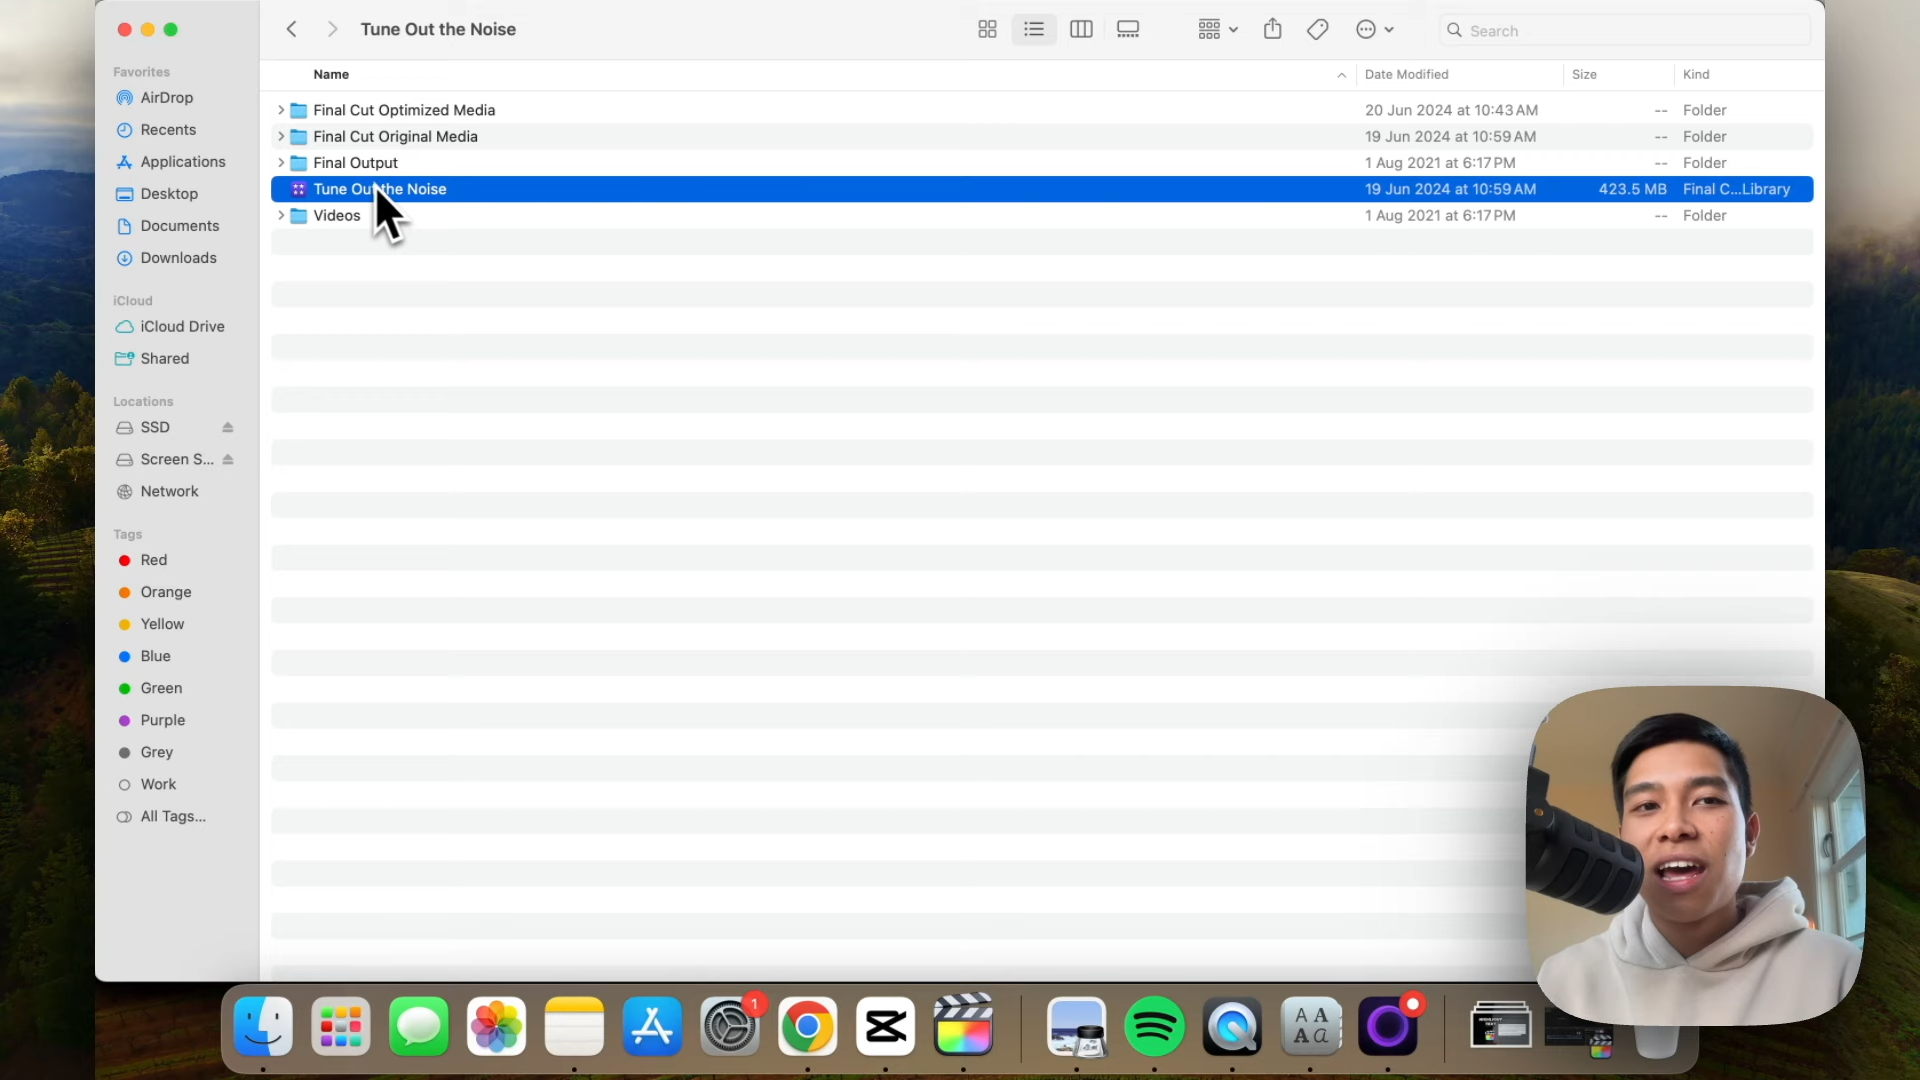 Tune Out the Noise
Search
Favorites
AirDrop
Recents
Applications
Desktop
Documents
Downloads
iCloud
iCloud Drive
Shared
Locations
SSD
Screen S...
Network
Tags
Red
Orange
Yellow
Blue
Green
Purple
Grey
Work
All Tags...
Name Date Modified Size Kind
Final Cut Optimized Media 20 Jun 2024 at 10:43 AM -- Folder
Final Cut Original Media 19 Jun 2024 at 10:59 AM -- Folder
Final Output 1 Aug 2021 at 6:17 PM -- Folder
Tune Out the Noise 19 Jun 2024 at 10:59 AM 423.5 MB Final C...Library
Videos 1 Aug 2021 at 6:17 PM -- Folder
1
A A
A a